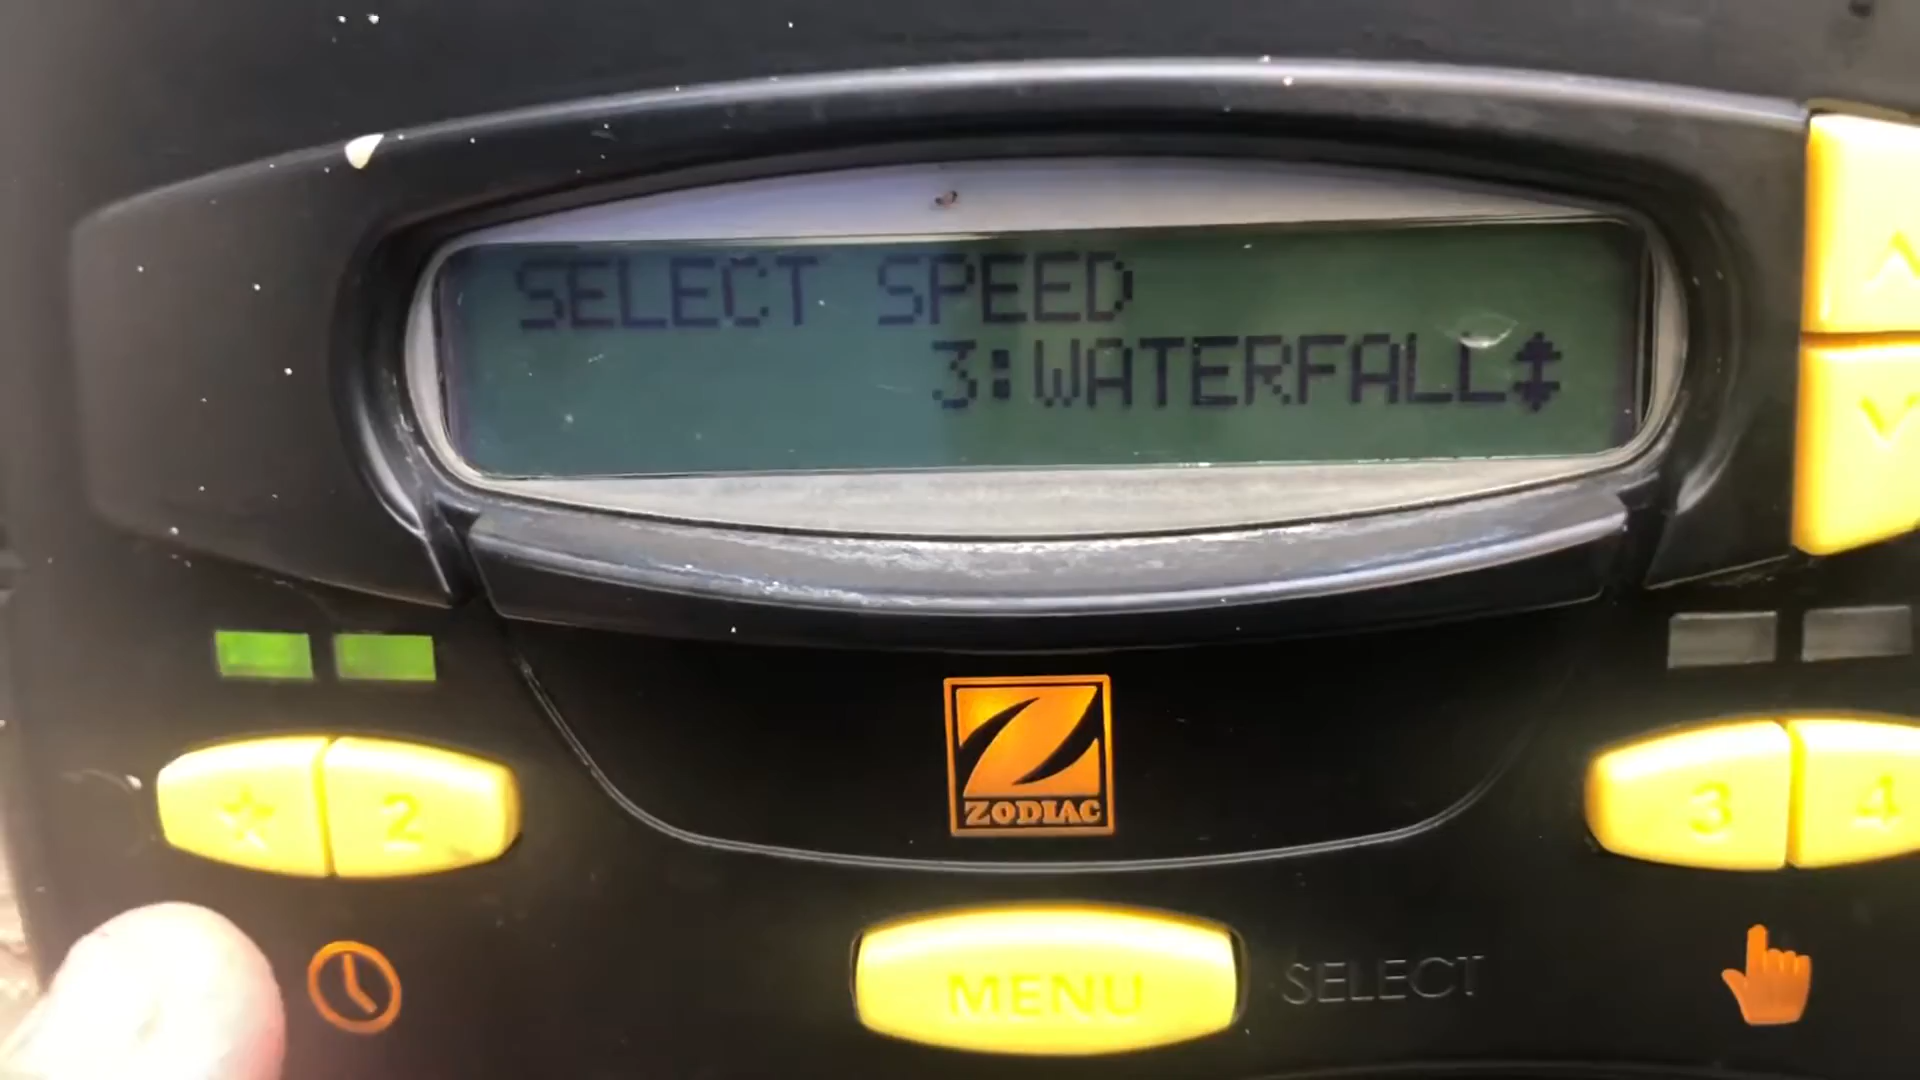 SELECT SPEED
3:WATERFALL
2
3 4
ZODIAC
MENU SELECT